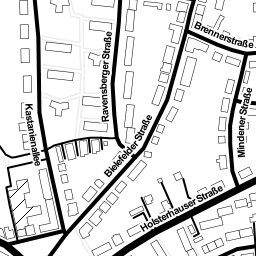 Brennerstraße
Ravensberger Straße
Kastanienallee
Mindener Straße
Bielefelder Straße
Holsterhauser Straße